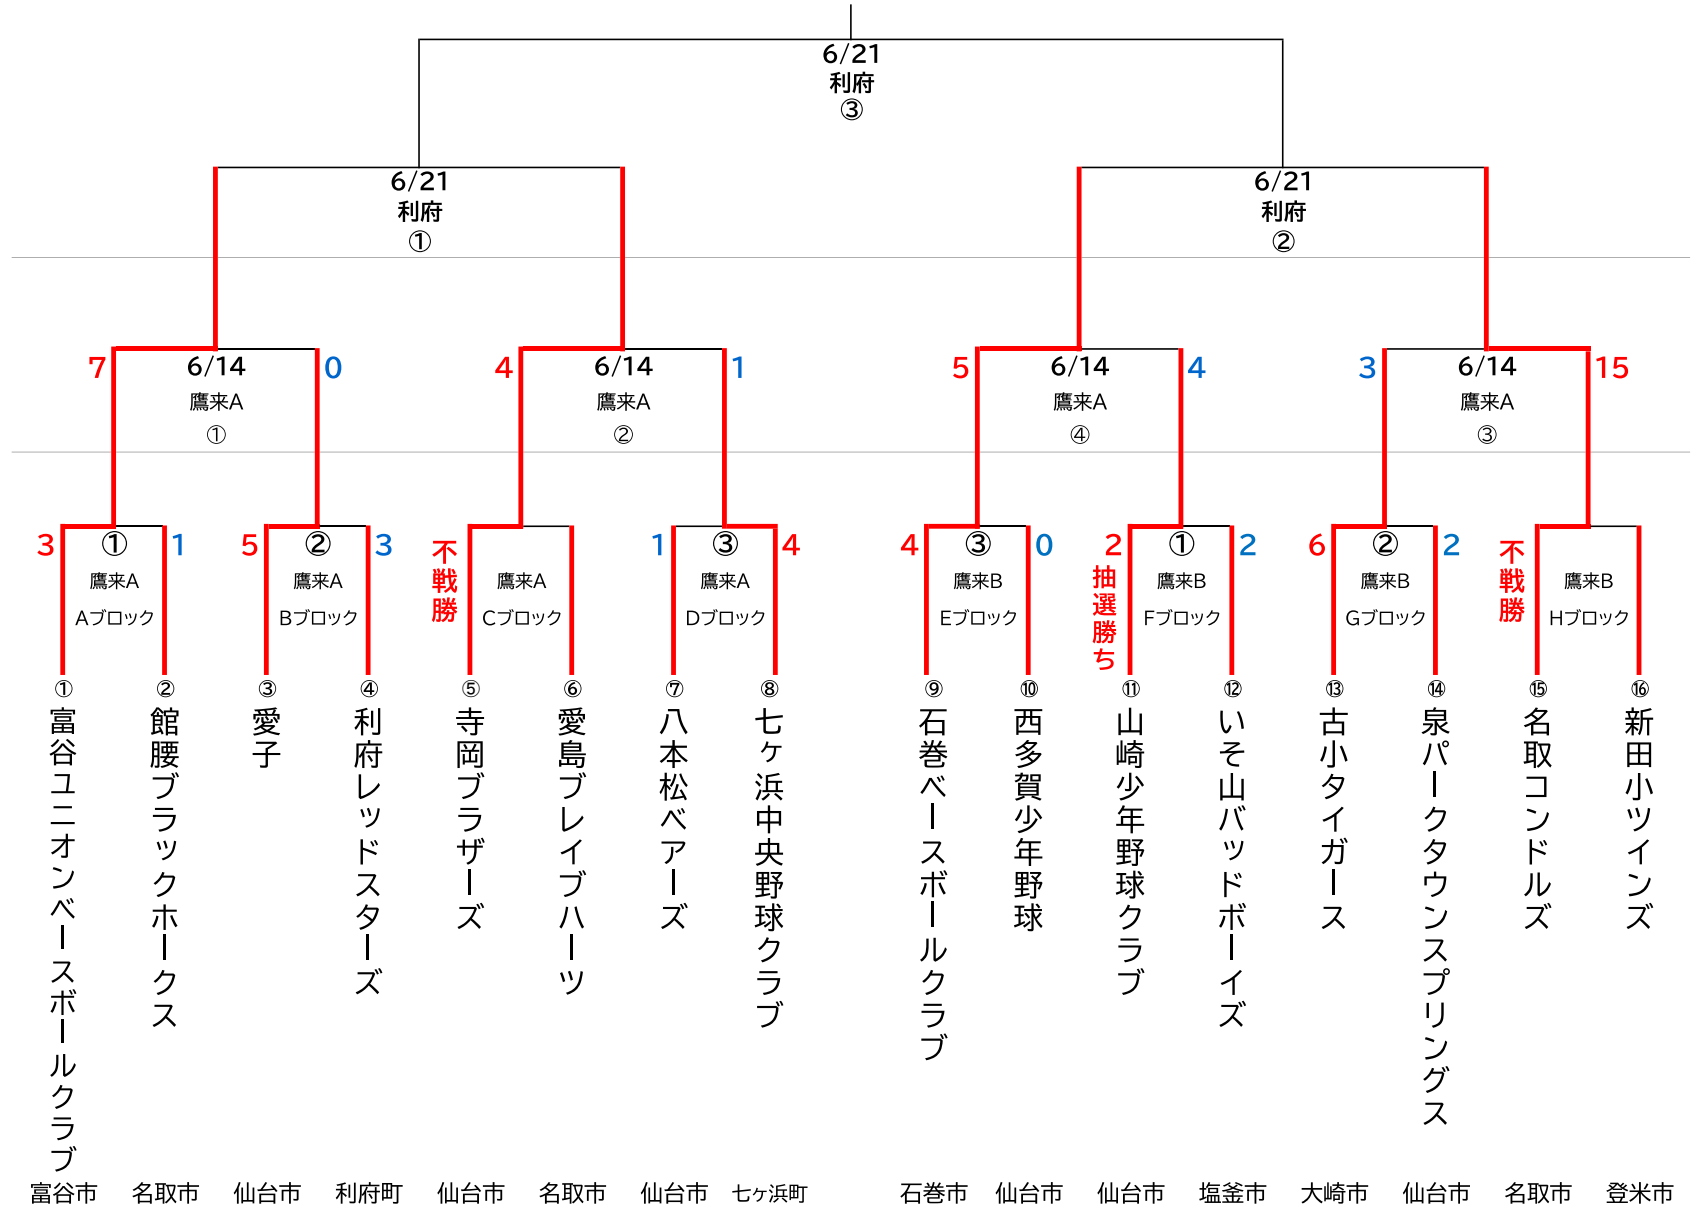 6/21
利府
③
6/21
利府
①
6/21
利府
②
7
6/14
0
鷹来A
①
4
6/14
1
鷹来A
②
5
6/14
4
鷹来A
④
3
6/14
15
鷹来A
③
3
①
1
鷹来A
Aブロック
5
②
3
鷹来A
Bブロック
不戦勝
鷹来A
Cブロック
1
③
4
鷹来A
Dブロック
4
③
0
鷹来B
Eブロック
2
抽選勝ち
①
2
鷹来B
Fブロック
6
②
2
鷹来B
Gブロック
不戦勝
鷹来B
Hブロック
①
富谷ユニオンベースボールクラブ
②
館腰ブラックホークス
③
愛子
④
利府レッドスターズ
⑤
寺岡ブラザーズ
⑥
愛島ブレイブハーツ
⑦
八本松ベアーズ
⑧
七ヶ浜中央野球クラブ
⑨
石巻ベースボールクラブ
⑩
西多賀少年野球
⑪
山崎少年野球クラブ
⑫
いそ山バッドボーイズ
⑬
古小タイガース
⑭
泉パークタウンスプリングス
⑮
名取コンドルズ
⑯
新田小ツインズ
富谷市 名取市 仙台市 利府町 仙台市 名取市 仙台市 七ヶ浜町 石巻市 仙台市 仙台市 塩釜市 大崎市 仙台市 名取市 登米市